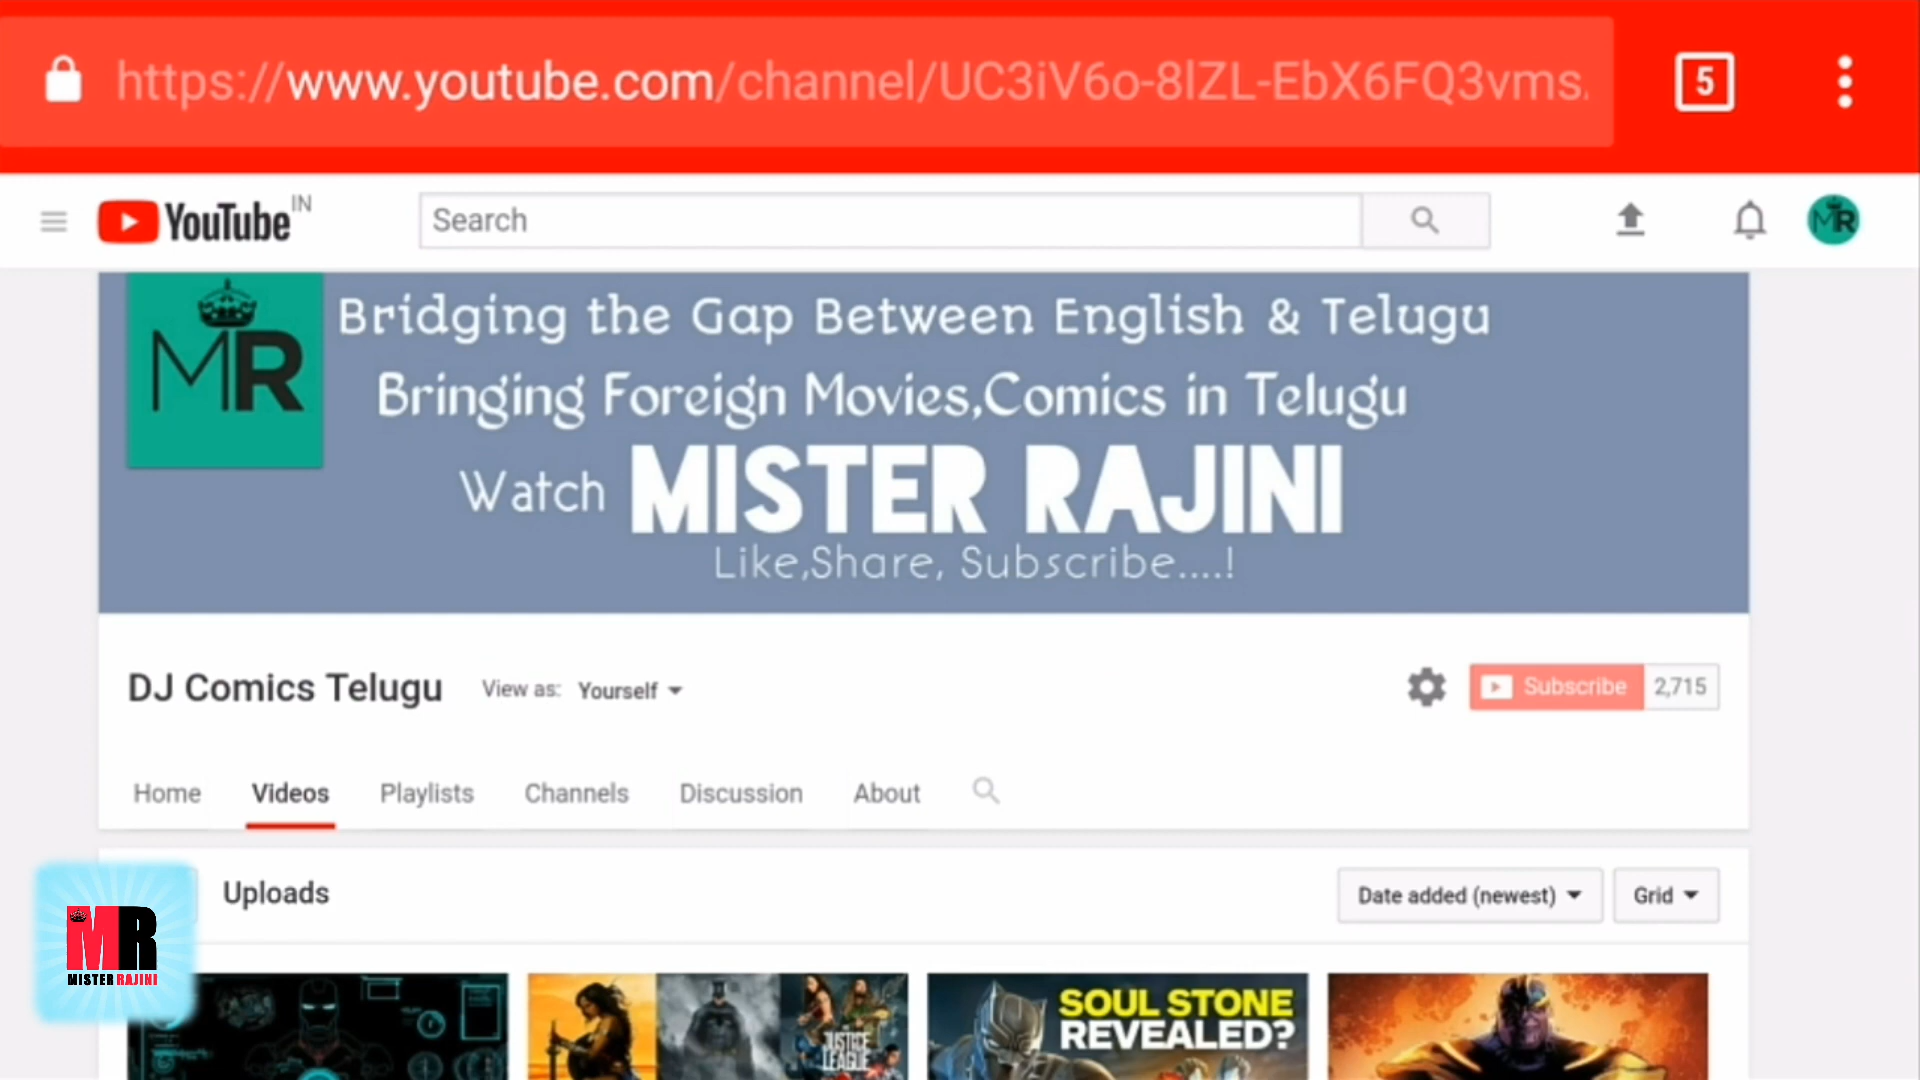 https://www.youtube.com/channel/UC3iV6o-8lZL-EbX6FQ3vms
5
YouTube IN
Search
MR
MR
Bridging the Gap Between English & Telugu
Bringing Foreign Movies,Comics in Telugu
Watch MISTER RAJINI
Like,Share, Subscribe....!
DJ Comics Telugu
View as: Yourself
Subscribe 2,715
Home Videos Playlists Channels Discussion About
Uploads
Date added (newest)
Grid
MR
MISTER RAJINI
JUSTICE
LEAGUE
SOUL STONE
REVEALED?